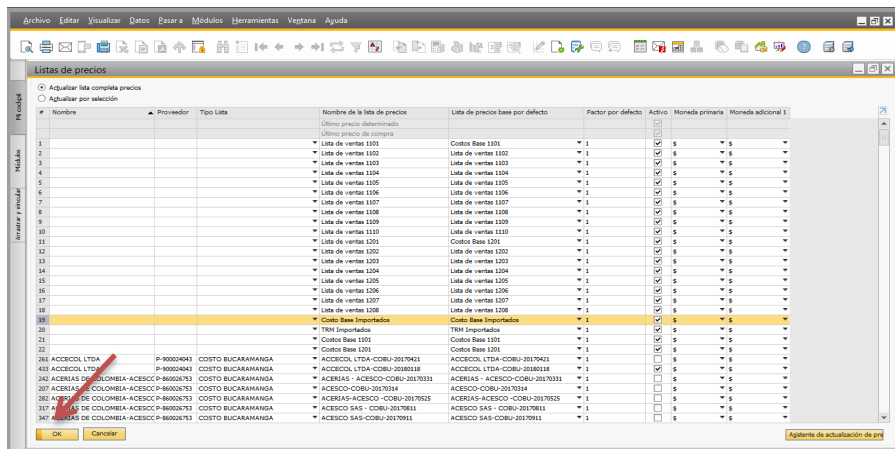 Archivo Editar Visualizar Datos Pasar a Módulos Herramientas Ventana Ayuda
Listas de precios
Actualizar lista completa precios
Actualizar por selección
Mi cockpit
Módulos
Arrastrar y vincular
# Nombre Proveedor Tipo Lista Nombre de la lista de precios Lista de precios base por defecto Factor por defecto Activo Moneda primaria Moneda adicional 1
Último precio determinado
Último precio de compra
1 Lista de ventas 1101 Costos Base 1101 1 $ $
2 Lista de ventas 1102 Lista de ventas 1102 1 $ $
3 Lista de ventas 1103 Lista de ventas 1103 1 $ $
4 Lista de ventas 1104 Lista de ventas 1104 1 $ $
5 Lista de ventas 1105 Lista de ventas 1105 1 $ $
6 Lista de ventas 1106 Lista de ventas 1106 1 $ $
7 Lista de ventas 1107 Lista de ventas 1107 1 $ $
8 Lista de ventas 1108 Lista de ventas 1108 1 $ $
9 Lista de ventas 1109 Lista de ventas 1109 1 $ $
10 Lista de ventas 1110 Lista de ventas 1110 1 $ $
11 Lista de ventas 1201 Costos Base 1201 1 $ $
12 Lista de ventas 1202 Lista de ventas 1202 1 $ $
13 Lista de ventas 1203 Lista de ventas 1203 1 $ $
14 Lista de ventas 1204 Lista de ventas 1204 1 $ $
15 Lista de ventas 1205 Lista de ventas 1205 1 $ $
16 Lista de ventas 1206 Lista de ventas 1206 1 $ $
17 Lista de ventas 1207 Lista de ventas 1207 1 $ $
18 Lista de ventas 1208 Lista de ventas 1208 1 $ $
19 Costo Base Importados Costo Base Importados 1 $ $
20 TRM Importados TRM Importados 1 $ $
21 Costos Base 1101 Costos Base 1101 1 $ $
22 Costos Base 1201 Costos Base 1201 1 $ $
261 ACCECOL LTDA P-900024043 COSTO BUCARAMANGA ACCECOL LTDA-COBU-20170421 ACCECOL LTDA-COBU-20170421 1 $ $
433 ACCECOL LTDA P-900024043 COSTO BUCARAMANGA ACCECOL LTDA-COBU-20180118 ACCECOL LTDA-COBU-20180118 1 $ $
242 ACERIAS DE COLOMBIA-ACESCC P-860026753 COSTO BUCARAMANGA ACERIAS - ACESCO-COBU-20170331 ACERIAS - ACESCO-COBU-20170331 1 $ $
207 ACERIAS DE COLOMBIA-ACESCC P-860026753 COSTO BUCARAMANGA ACESCO-COBU-20170314 ACESCO-COBU-20170314 1 $ $
282 ACERIAS DE COLOMBIA-ACESCC P-860026753 COSTO BUCARAMANGA ACERIAS-ACESCO -COBU-20170525 ACERIAS-ACESCO -COBU-20170525 1 $ $
317 ACERIAS DE COLOMBIA-ACESCC P-860026753 COSTO BUCARAMANGA ACESCO SAS - COBU-20170811 ACESCO SAS - COBU-20170811 1 $ $
347 ACERIAS DE COLOMBIA-ACESCC P-860026753 COSTO BUCARAMANGA ACESCO SAS-COBU-20170911 ACESCO SAS-COBU-20170911 1 $ $
OK Cancelar Asistente de actualización de pre